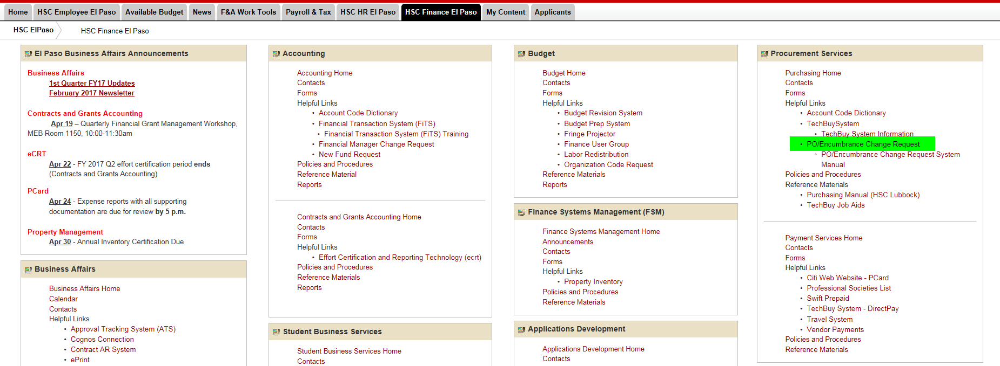 Home
HSC Employee El Paso
Available Budget
News
F&A Work Tools
Payroll & Tax
HSC HR El Paso
HSC Finance El Paso
My Content
Applicants
HSC ElPaso
HSC Finance El Paso
El Paso Business Affairs Announcements
Business Affairs
1st Quarter FY17 Updates
February 2017 Newsletter
Contracts and Grants Accounting
Apr 19 – Quarterly Financial Grant Management Workshop,
MEB Room 1150, 10:00-11:30am
eCRT
Apr 22 - FY 2017 Q2 effort certification period ends
(Contracts and Grants Accounting)
PCard
Apr 24 - Expense reports with all supporting
documentation are due for review by 5 p.m.
Property Management
Apr 30 - Annual Inventory Certification Due
Business Affairs
Business Affairs Home
Calendar
Contacts
Helpful Links
• Approval Tracking System (ATS)
• Cognos Connection
• Contract AR System
• ePrint
Accounting
Accounting Home
Contacts
Forms
Helpful Links
• Account Code Dictionary
• Financial Transaction System (FiTS)
◦ Financial Transaction System (FiTS) Training
• Financial Manager Change Request
• New Fund Request
Policies and Procedures
Reference Material
Reports
Contracts and Grants Accounting Home
Contacts
Forms
Helpful Links
• Effort Certification and Reporting Technology (ecrt)
Policies and Procedures
Reference Materials
Reports
Student Business Services
Student Business Services Home
Contacts
Budget
Budget Home
Contacts
Forms
Helpful Links
• Budget Revision System
• Budget Prep System
• Fringe Projector
• Finance User Group
• Labor Redistribution
• Organization Code Request
Reference Materials
Reports
Finance Systems Management (FSM)
Finance Systems Management Home
Announcements
Contacts
Forms
Helpful Links
• Property Inventory
Policies and Procedures
Reference Materials
Applications Development
Applications Development Home
Contacts
Procurement Services
Purchasing Home
Contacts
Forms
Helpful Links
• Account Code Dictionary
• TechBuySystem
◦ TechBuy System Information
• PO/Encumbrance Change Request
◦ PO/Encumbrance Change Request System
Manual
Policies and Procedures
Reference Materials
• Purchasing Manual (HSC Lubbock)
• TechBuy Job Aids
Payment Services Home
Contacts
Forms
Helpful Links
• Citi Web Website - PCard
• Professional Societies List
• Swift Prepaid
• TechBuy System - DirectPay
• Travel System
• Vendor Payments
Policies and Procedures
Reference Materials